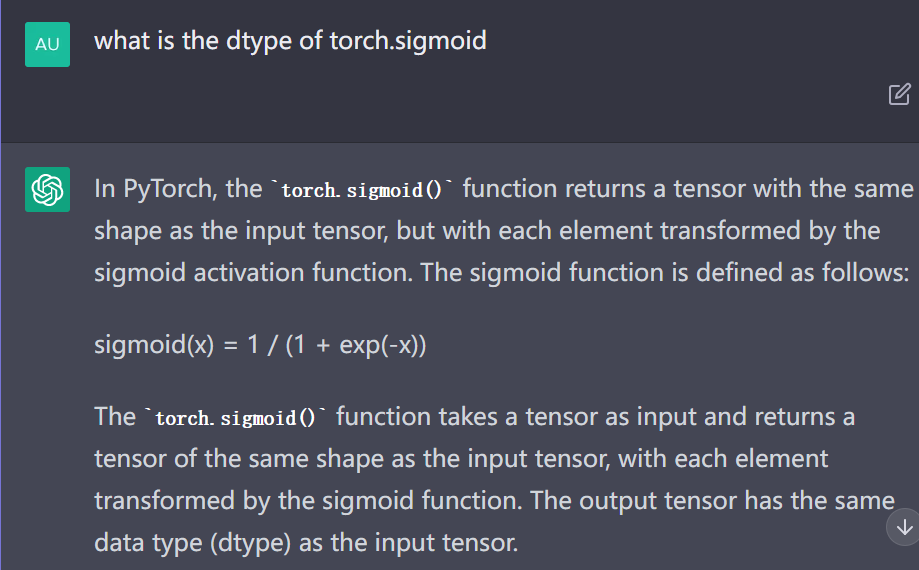 AU
what is the dtype of torch.sigmoid
In PyTorch, the `torch.sigmoid()` function returns a tensor with the same
shape as the input tensor, but with each element transformed by the
sigmoid activation function. The sigmoid function is defined as follows:
sigmoid(x) = 1 / (1 + exp(-x))
The `torch.sigmoid()` function takes a tensor as input and returns a
tensor of the same shape as the input tensor, with each element
transformed by the sigmoid function. The output tensor has the same
data type (dtype) as the input tensor.